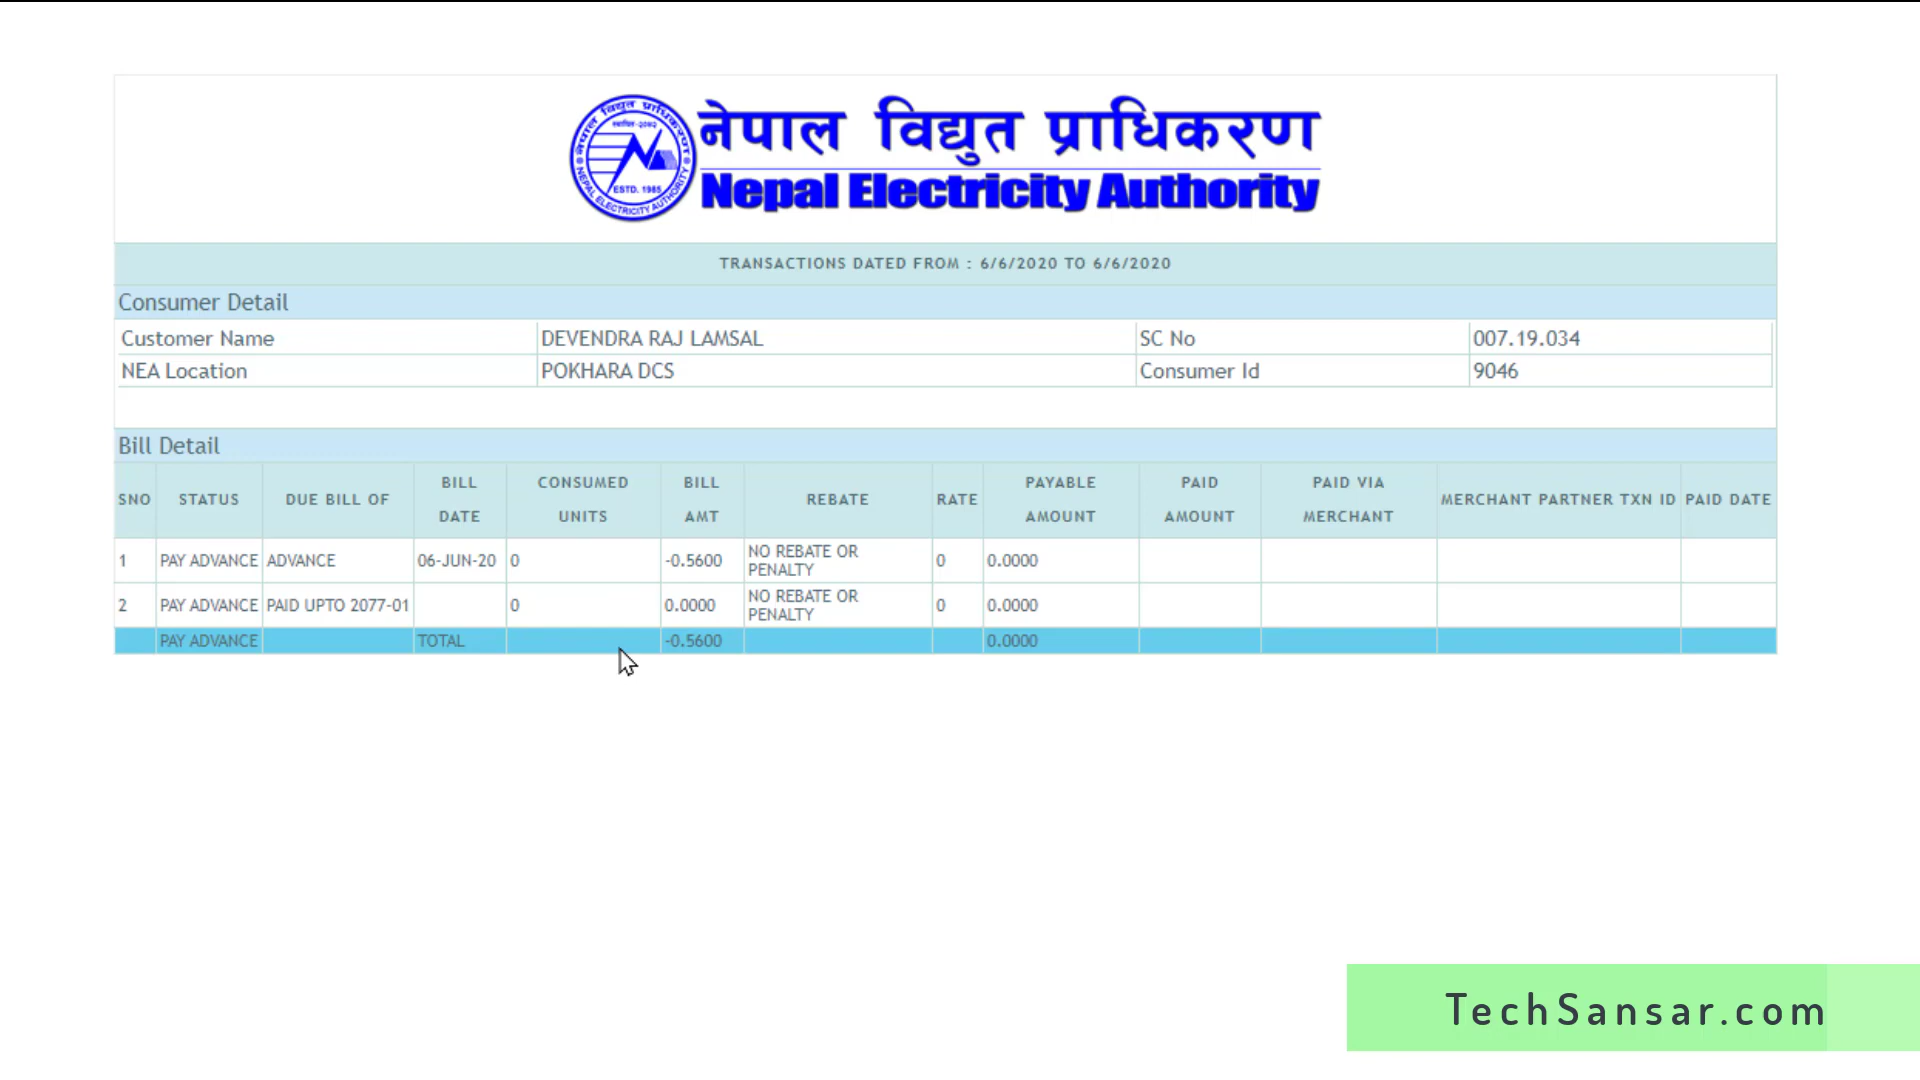 नेपाल विद्युत प्राधिकरण
स्थापित-२०४२
NEPAL ELECTRICITY AUTHORITY
ESTD. 1985
नेपाल विद्युत प्राधिकरण
Nepal Electricity Authority
TRANSACTIONS DATED FROM : 6/6/2020 TO 6/6/2020
Consumer Detail
Customer Name DEVENDRA RAJ LAMSAL SC No 007.19.034
NEA Location POKHARA DCS Consumer Id 9046
Bill Detail
SNO STATUS DUE BILL OF BILL DATE CONSUMED UNITS BILL AMT REBATE RATE PAYABLE AMOUNT PAID AMOUNT PAID VIA MERCHANT MERCHANT PARTNER TXN ID PAID DATE
1 PAY ADVANCE ADVANCE 06-JUN-20 0 -0.5600 NO REBATE OR PENALTY 0 0.0000
2 PAY ADVANCE PAID UPTO 2077-01 0 0.0000 NO REBATE OR PENALTY 0 0.0000
PAY ADVANCE TOTAL -0.5600 0.0000
TechSansar.com